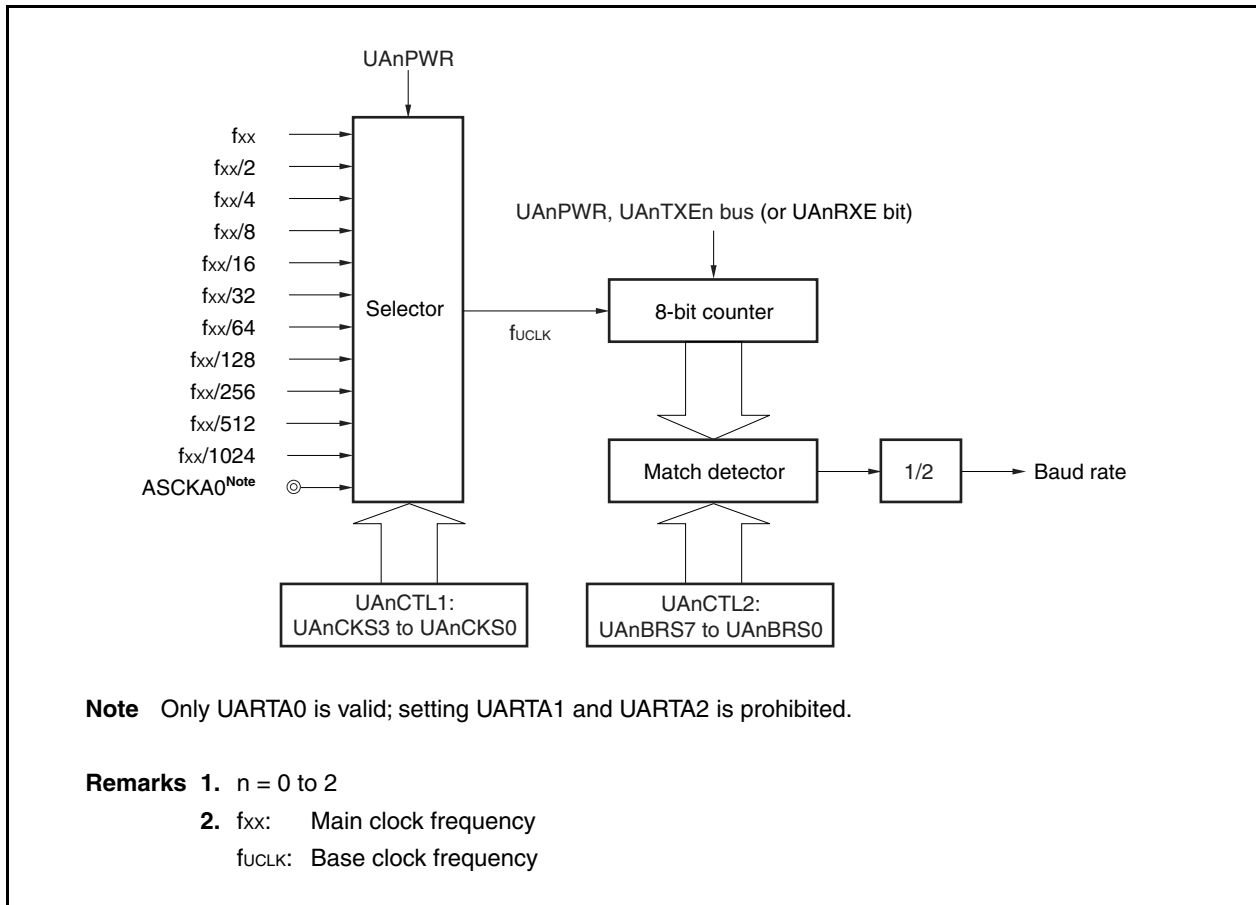 UAnPWR
fXX
fXX/2
fXX/4
fXX/8
fXX/16
fXX/32
fXX/64
fXX/128
fXX/256
fXX/512
fXX/1024
ASCKA0Note
Selector
fUCLK
UAnPWR, UAnTXEn bus (or UAnRXE bit)
8-bit counter
Match detector
1/2
Baud rate
UAnCTL1:
UAnCKS3 to UAnCKS0
UAnCTL2:
UAnBRS7 to UAnBRS0
Note Only UARTA0 is valid; setting UARTA1 and UARTA2 is prohibited.
Remarks 1. n = 0 to 2
2. fXX: Main clock frequency
fUCLK: Base clock frequency